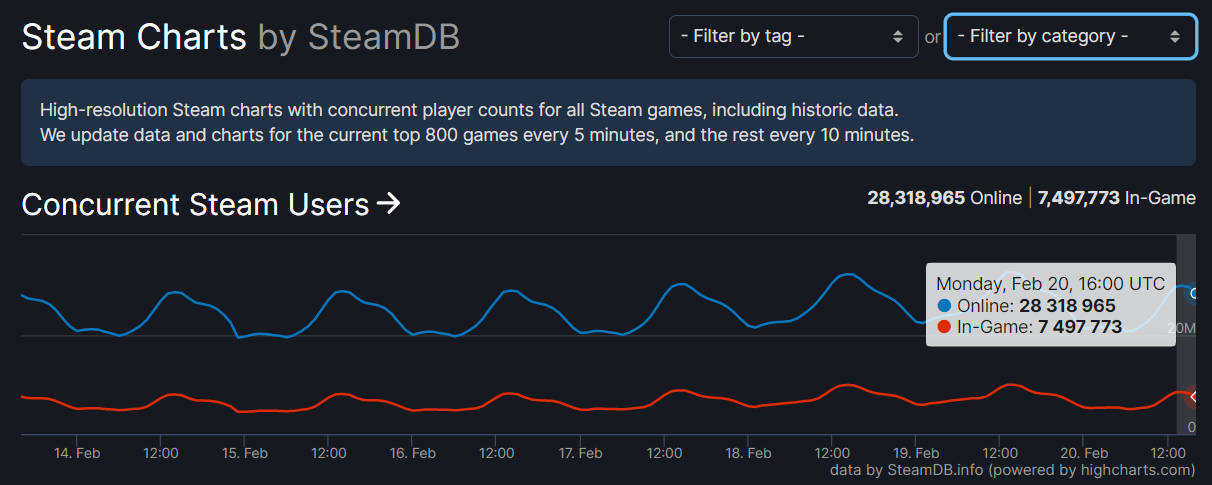 Steam Charts by SteamDB
- Filter by tag - or - Filter by category -
High-resolution Steam charts with concurrent player counts for all Steam games, including historic data.
We update data and charts for the current top 800 games every 5 minutes, and the rest every 10 minutes.
Concurrent Steam Users →
28,318,965 Online | 7,497,773 In-Game
Monday, Feb 20, 16:00 UTC
Online: 28 318 965
In-Game: 7 497 773
20M
0
14. Feb 12:00 15. Feb 12:00 16. Feb 12:00 17. Feb 12:00 18. Feb 12:00 19. Feb 12:00 20. Feb 12:00
data by SteamDB.info (powered by highcharts.com)